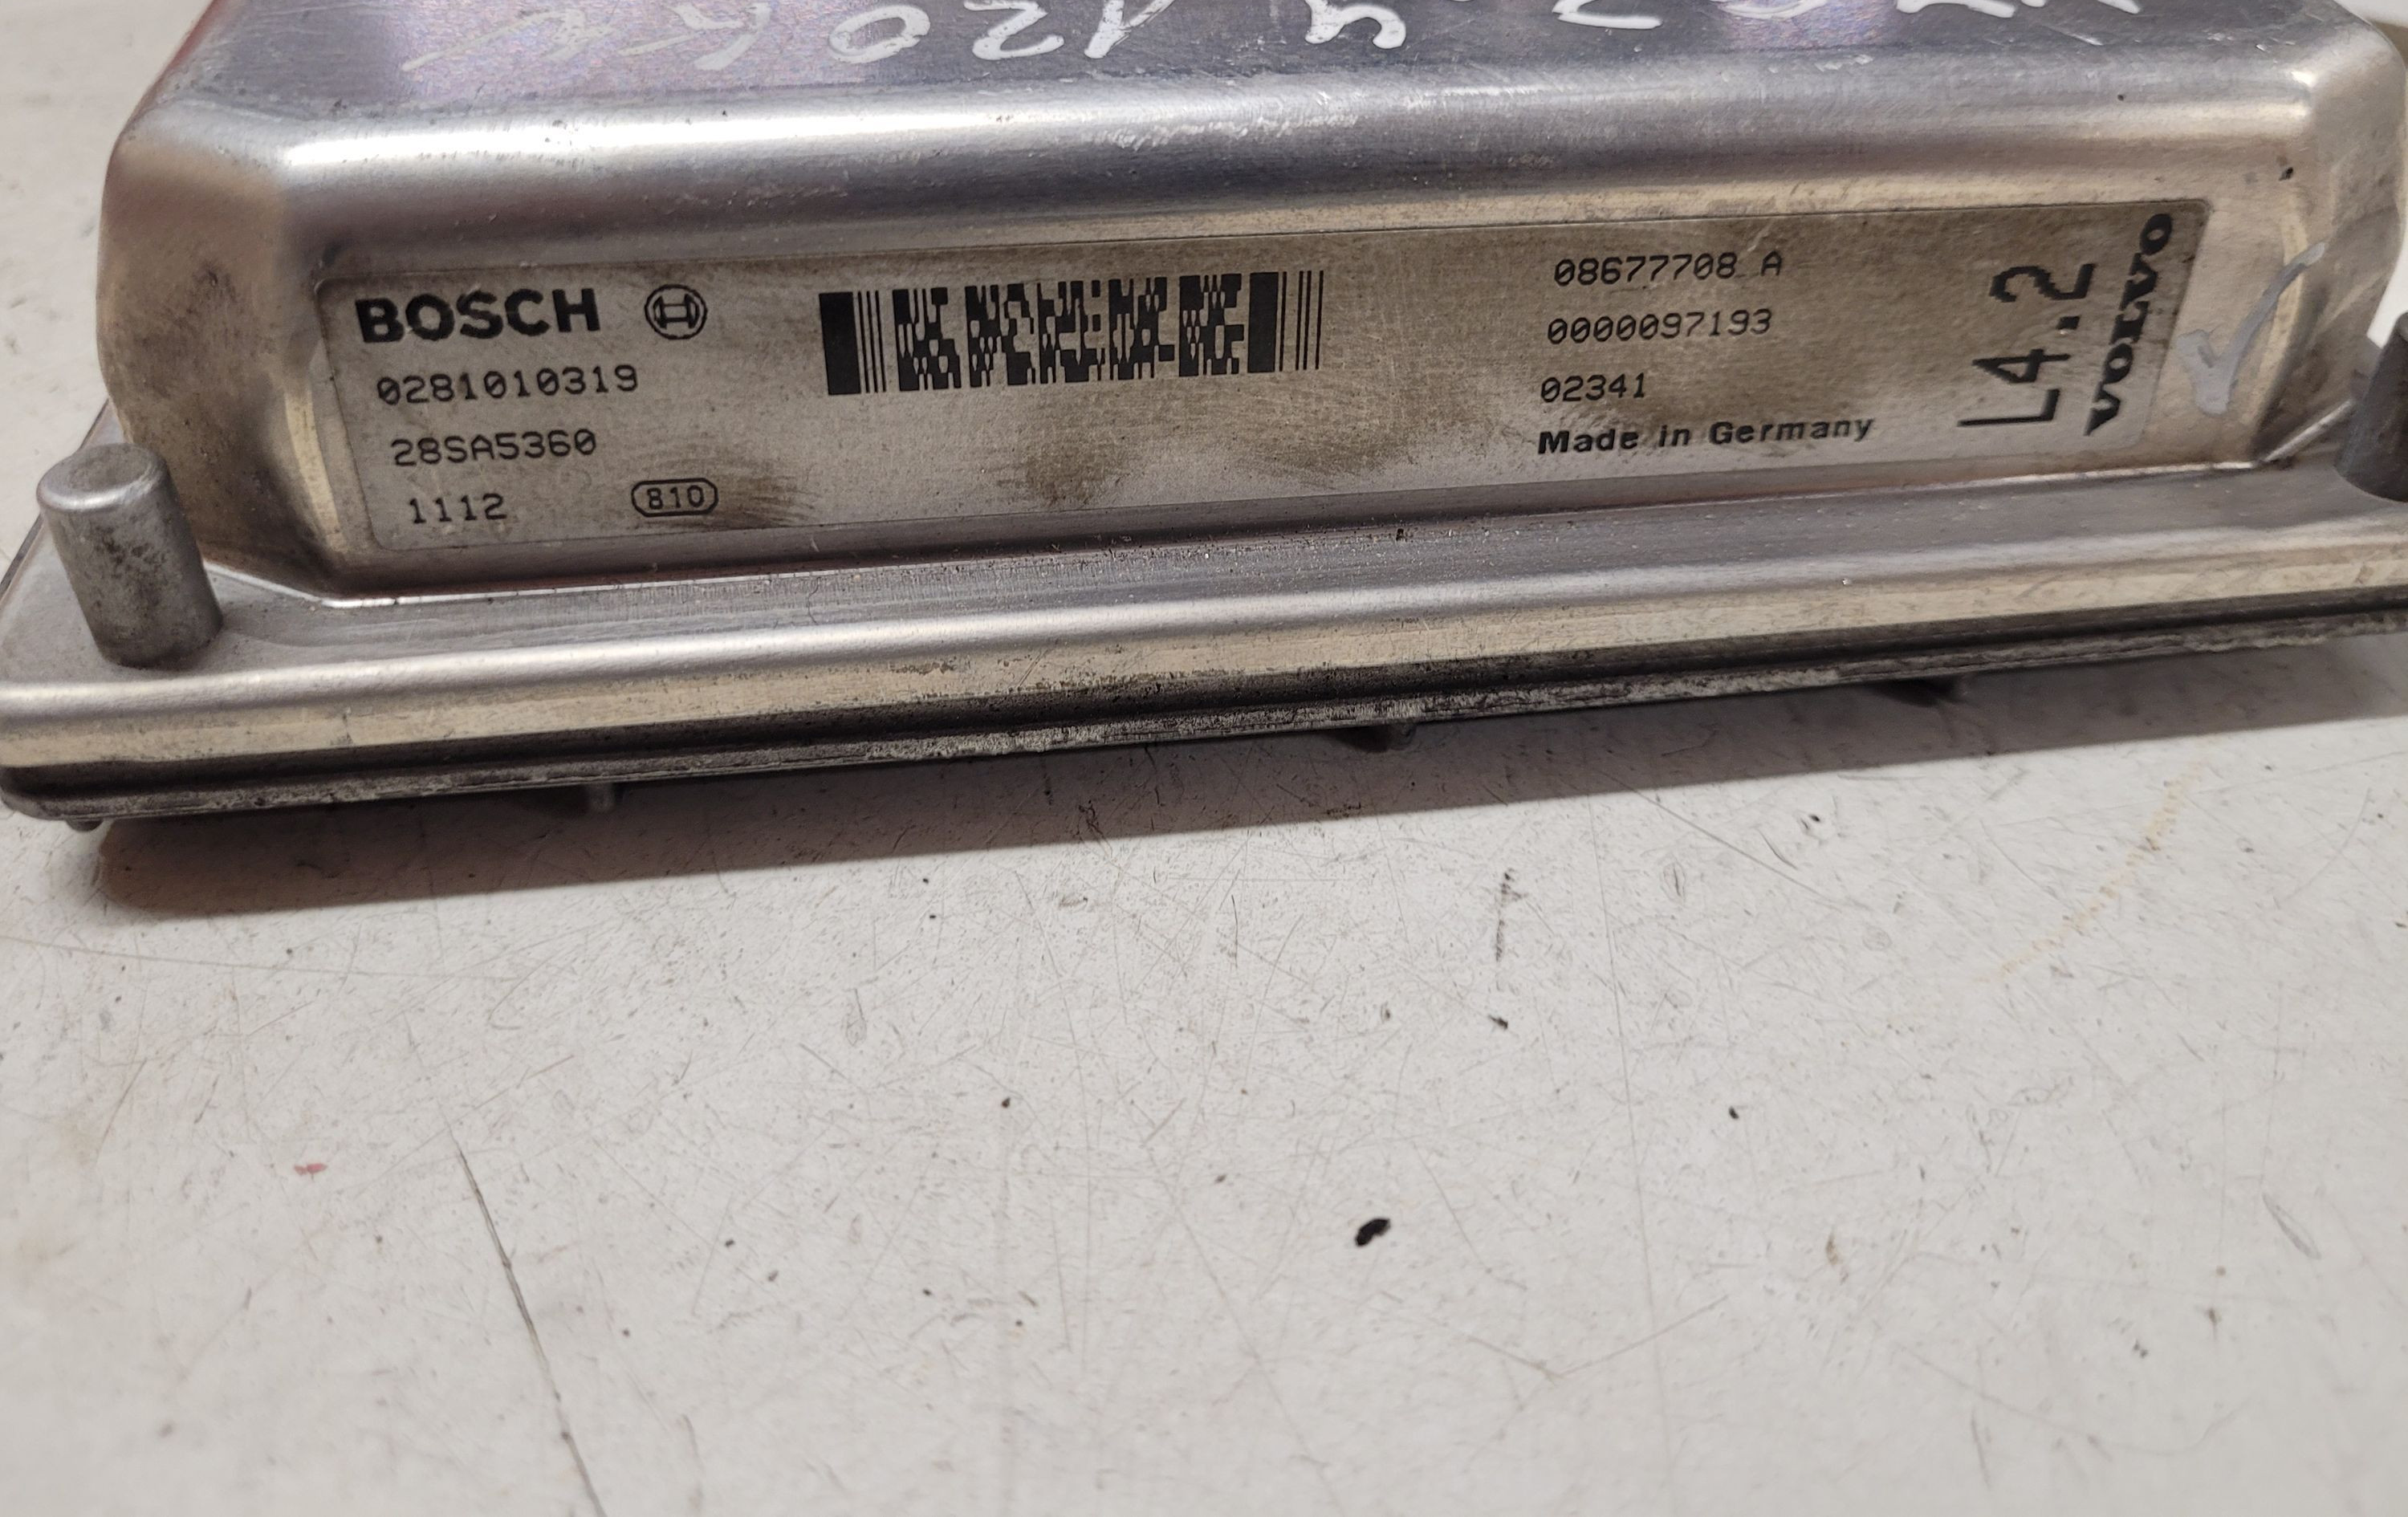 BOSCH
0281010319
28SA5360
1112 810
08677708 A
0000097193
02341
Made in Germany
L4.2
VOLVO